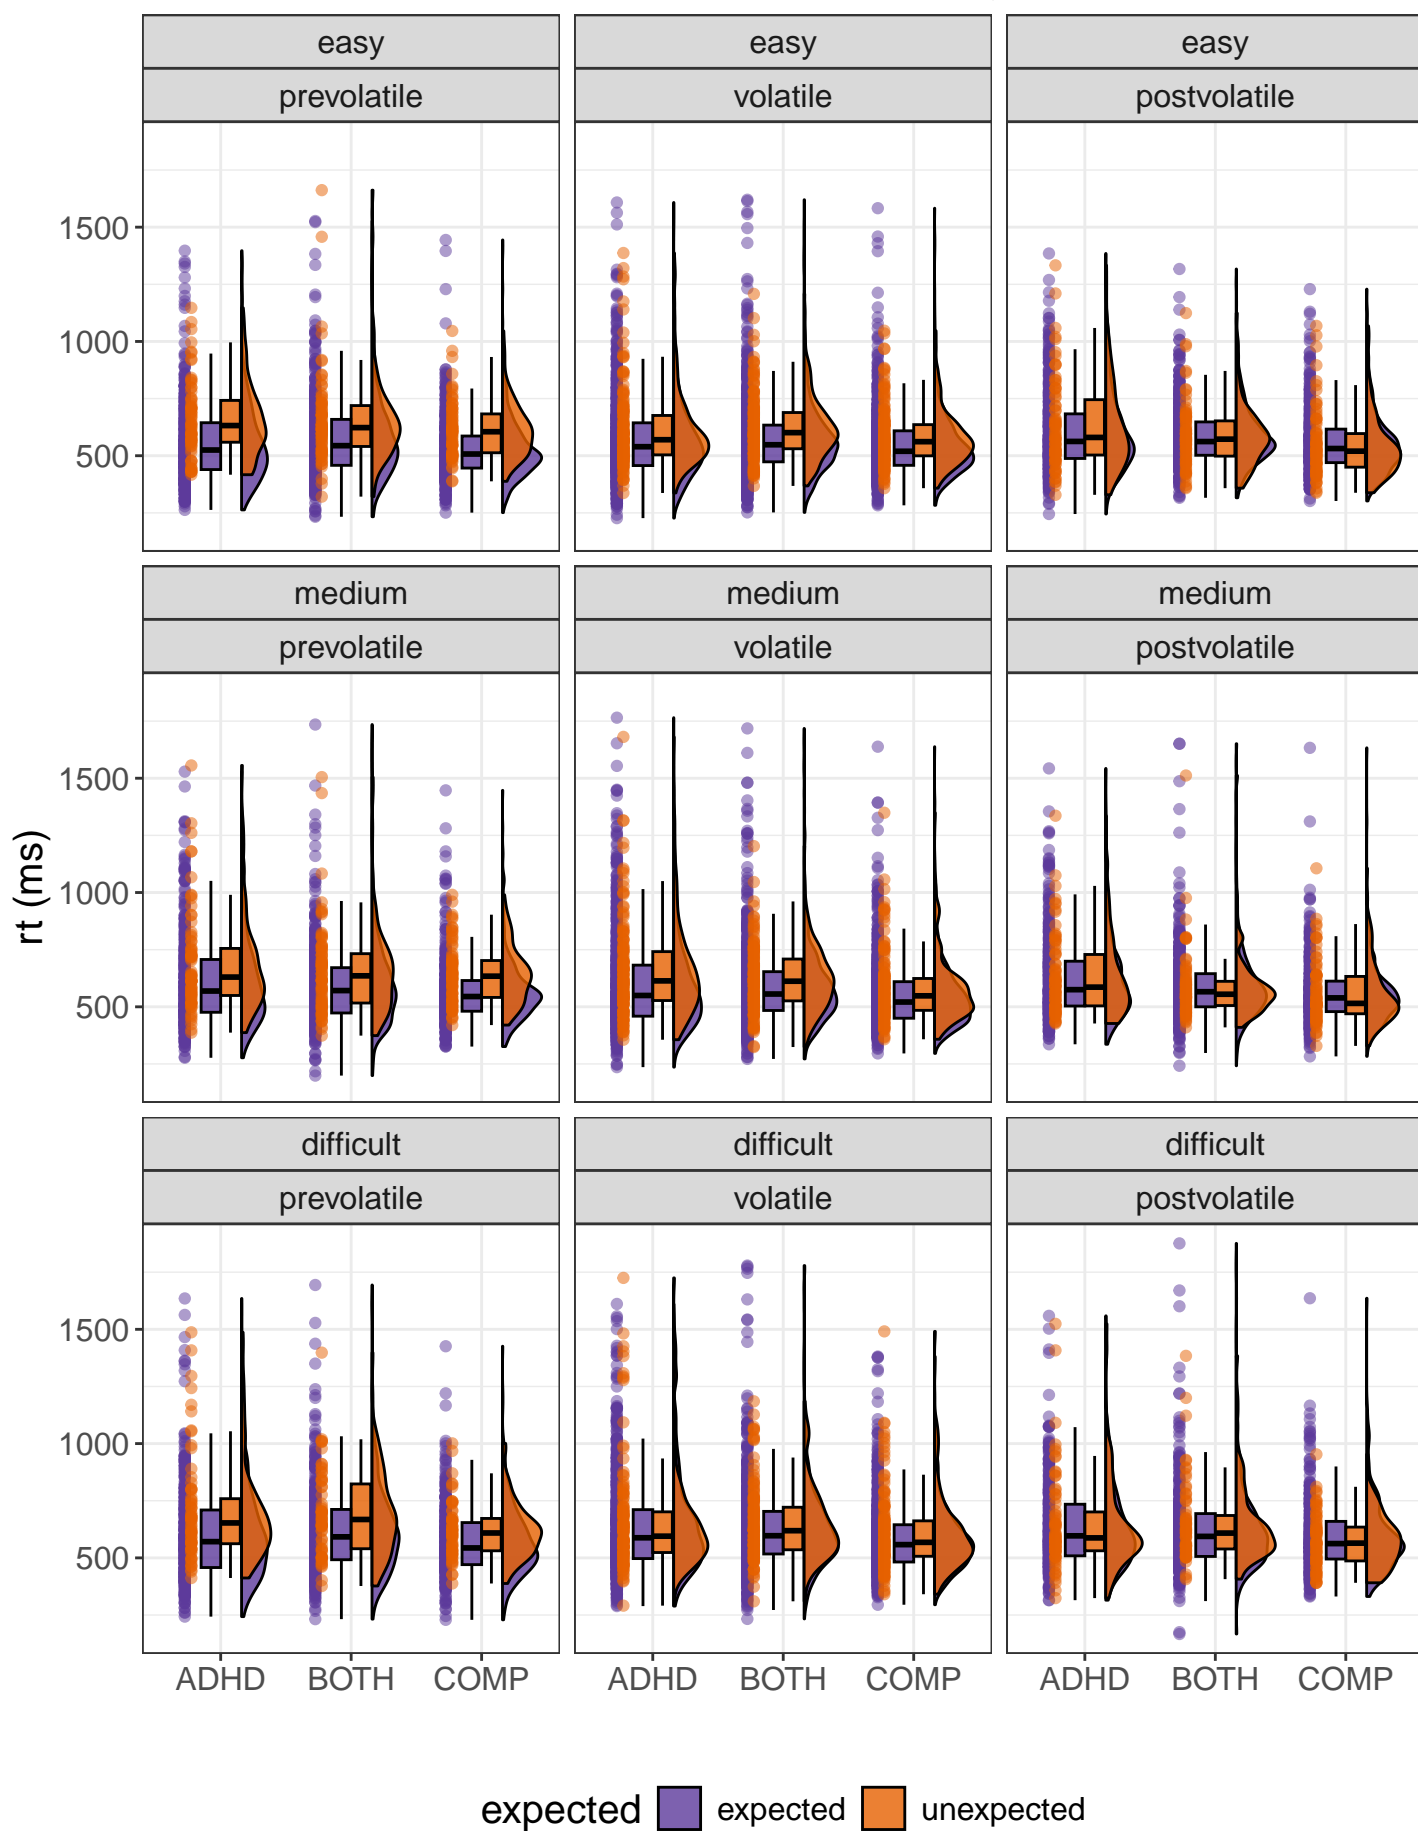 easy easy easy
prevolatile volatile postvolatile
1500
1000
500
medium medium medium
prevolatile volatile postvolatile
1500
1000
500
rt (ms)
difficult difficult difficult
prevolatile volatile postvolatile
1500
1000
500
ADHD BOTH COMP ADHD BOTH COMP ADHD BOTH COMP
expected expected unexpected